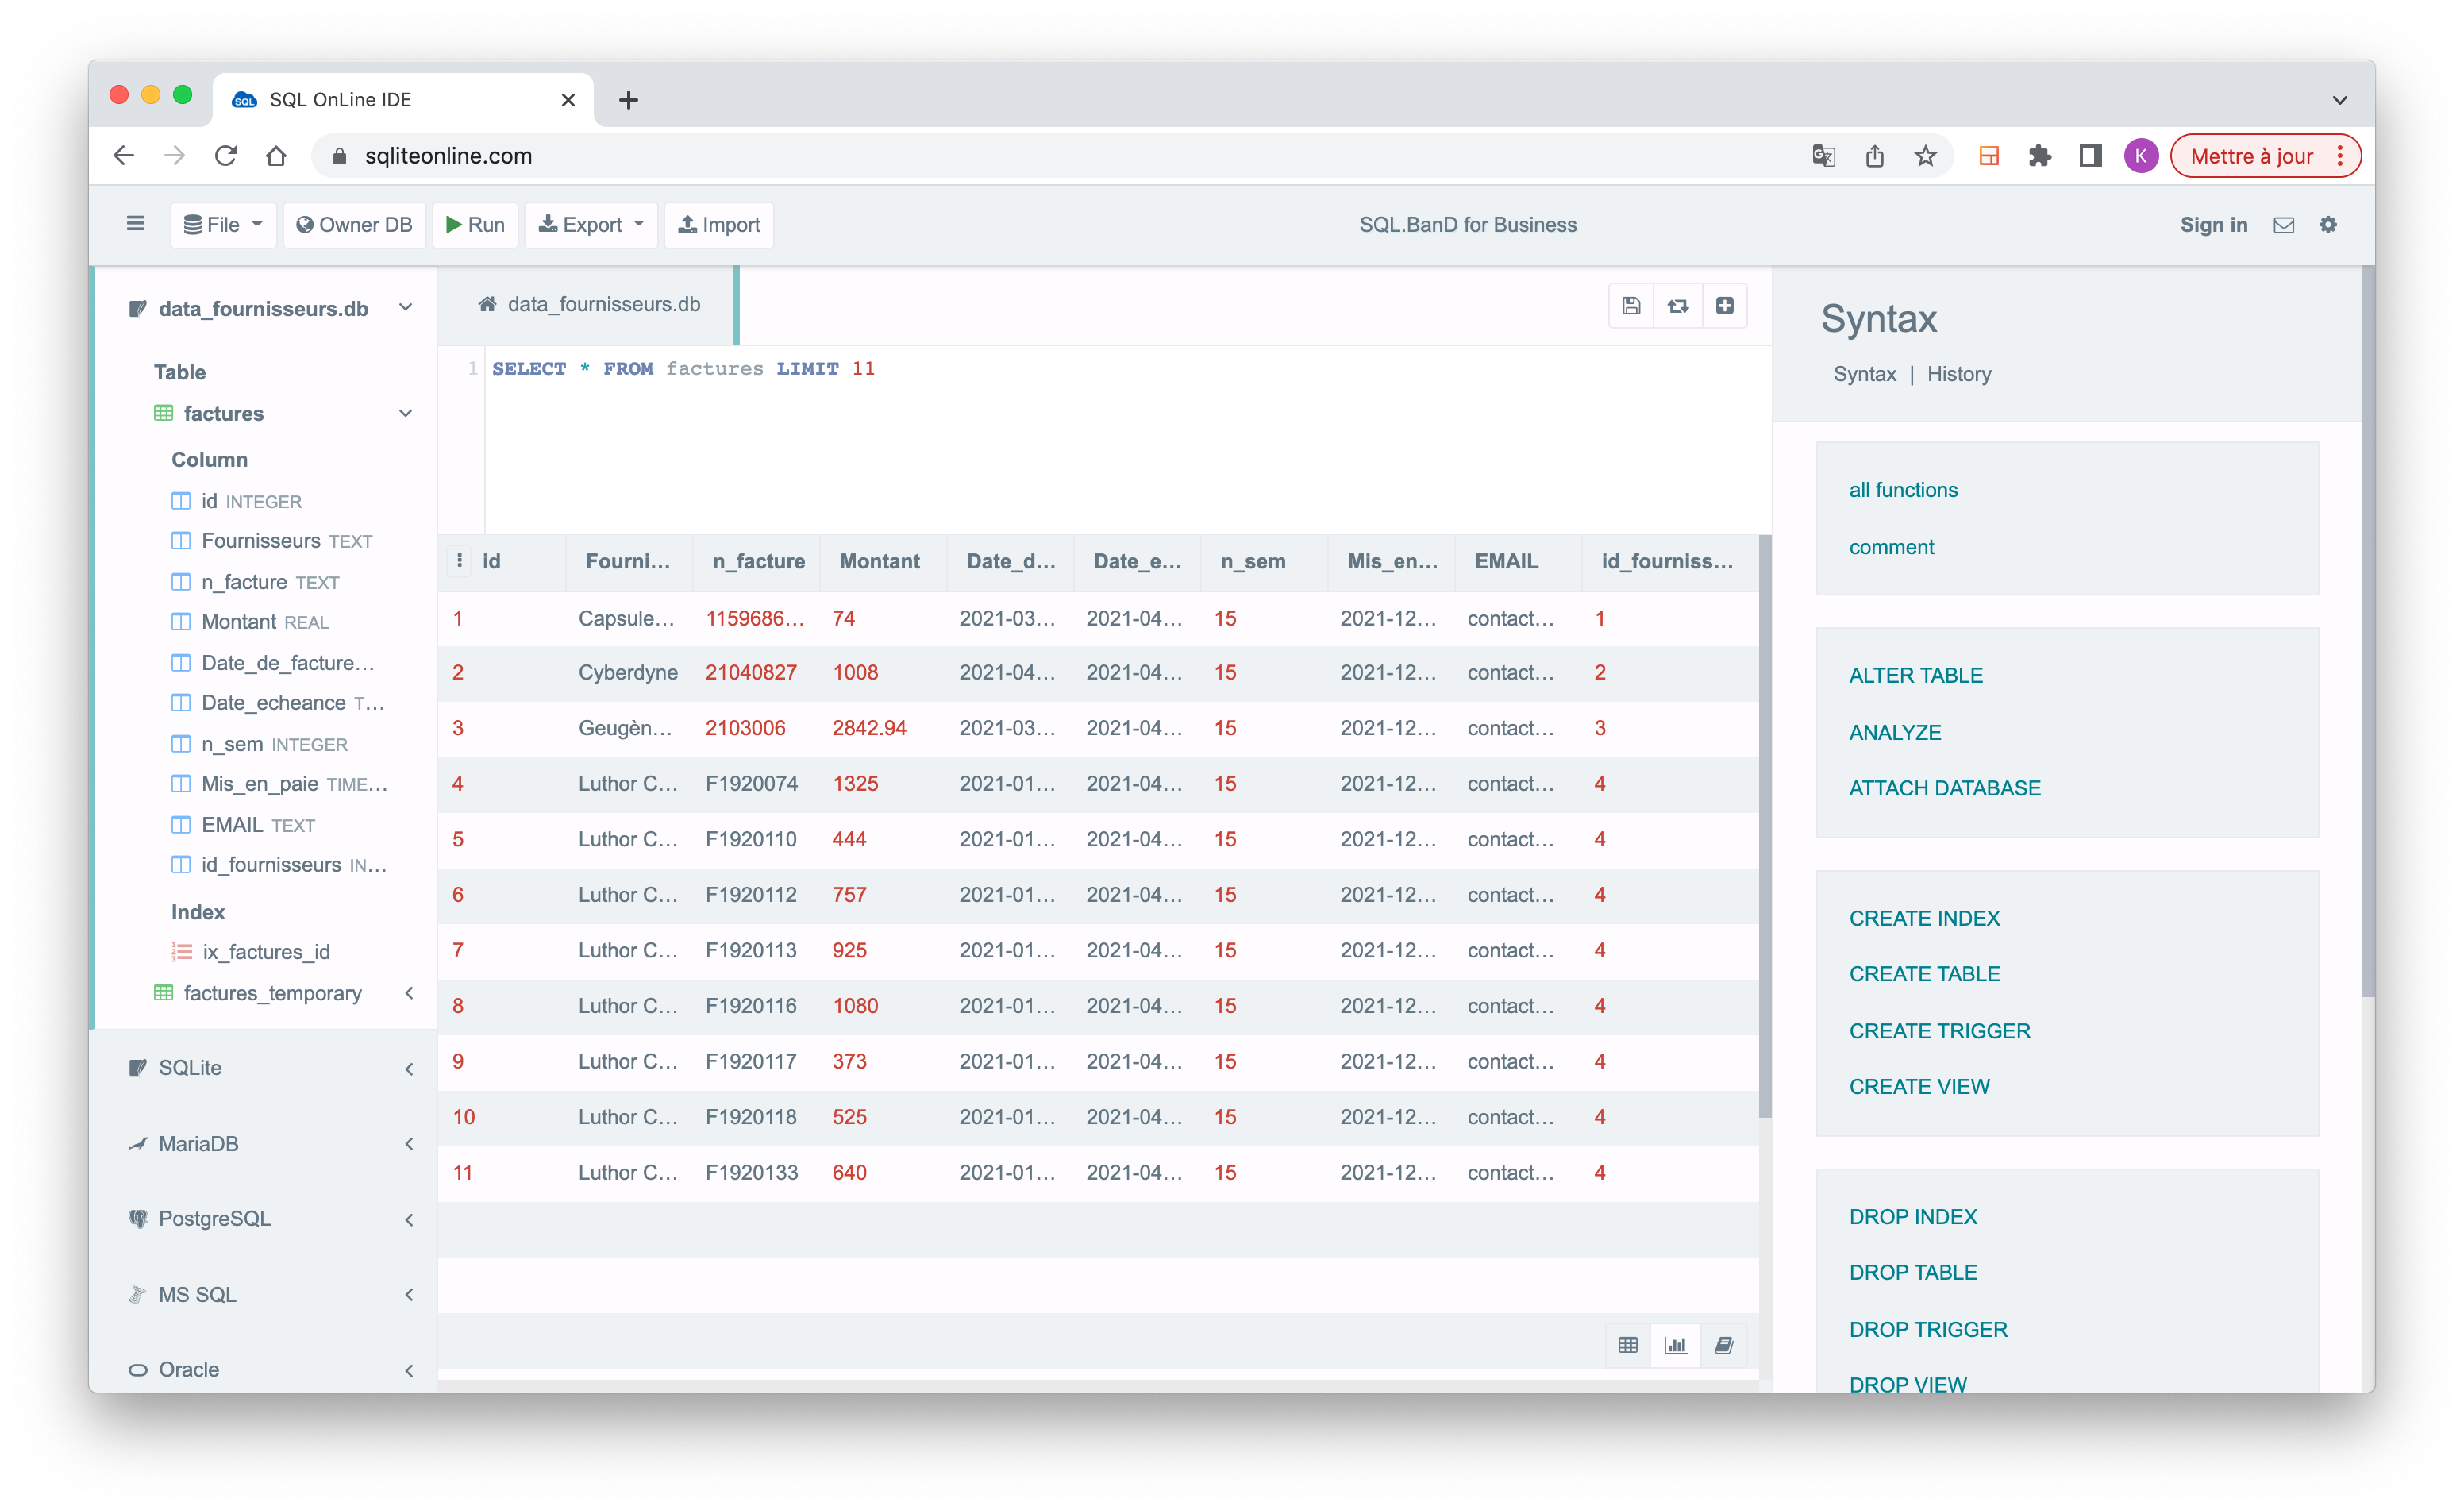 SQL OnLine IDE
sqliteonline.com
K
Mettre à jour
File
Owner DB
Run
Export
Import
SQL.BanD for Business
Sign in
data_fournisseurs.db
Table
factures
Column
id INTEGER
Fournisseurs TEXT
n_facture TEXT
Montant REAL
Date_de_facture...
Date_echeance T...
n_sem INTEGER
Mis_en_paie TIME...
EMAIL TEXT
id_fournisseurs IN...
Index
ix_factures_id
factures_temporary
SQLite
MariaDB
PostgreSQL
MS SQL
Oracle
data_fournisseurs.db
1 SELECT * FROM factures LIMIT 11
id Fourni... n_facture Montant Date_d... Date_e... n_sem Mis_en... EMAIL id_fourniss...
1 Capsule... 1159686... 74 2021-03... 2021-04... 15 2021-12... contact... 1
2 Cyberdyne 21040827 1008 2021-04... 2021-04... 15 2021-12... contact... 2
3 Geugèn... 2103006 2842.94 2021-03... 2021-04... 15 2021-12... contact... 3
4 Luthor C... F1920074 1325 2021-01... 2021-04... 15 2021-12... contact... 4
5 Luthor C... F1920110 444 2021-01... 2021-04... 15 2021-12... contact... 4
6 Luthor C... F1920112 757 2021-01... 2021-04... 15 2021-12... contact... 4
7 Luthor C... F1920113 925 2021-01... 2021-04... 15 2021-12... contact... 4
8 Luthor C... F1920116 1080 2021-01... 2021-04... 15 2021-12... contact... 4
9 Luthor C... F1920117 373 2021-01... 2021-04... 15 2021-12... contact... 4
10 Luthor C... F1920118 525 2021-01... 2021-04... 15 2021-12... contact... 4
11 Luthor C... F1920133 640 2021-01... 2021-04... 15 2021-12... contact... 4
Syntax
Syntax | History
all functions
comment
ALTER TABLE
ANALYZE
ATTACH DATABASE
CREATE INDEX
CREATE TABLE
CREATE TRIGGER
CREATE VIEW
DROP INDEX
DROP TABLE
DROP TRIGGER
DROP VIEW